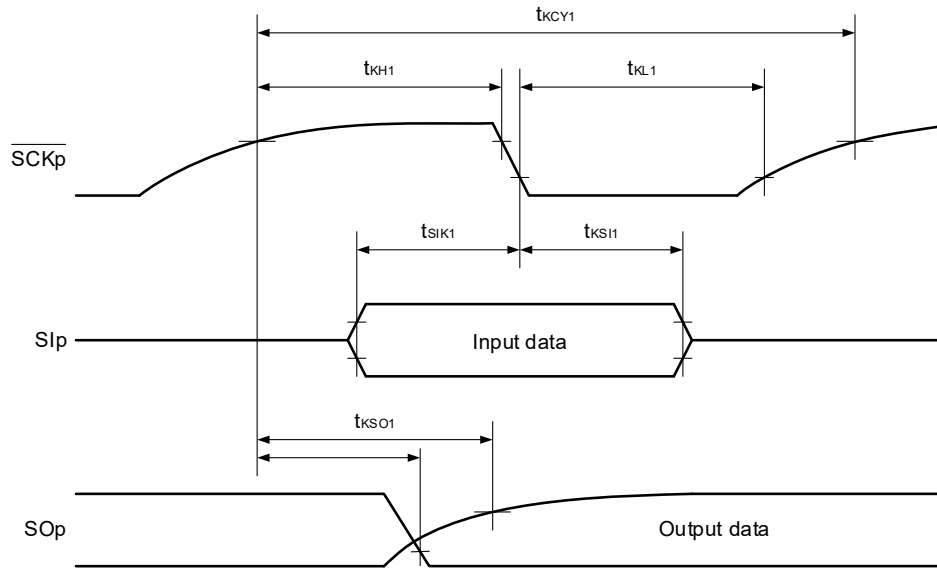 tKCY1
tKH1
tKL1
SCKp
tSIK1
tKSI1
SIp
Input data
tKSO1
SOp
Output data